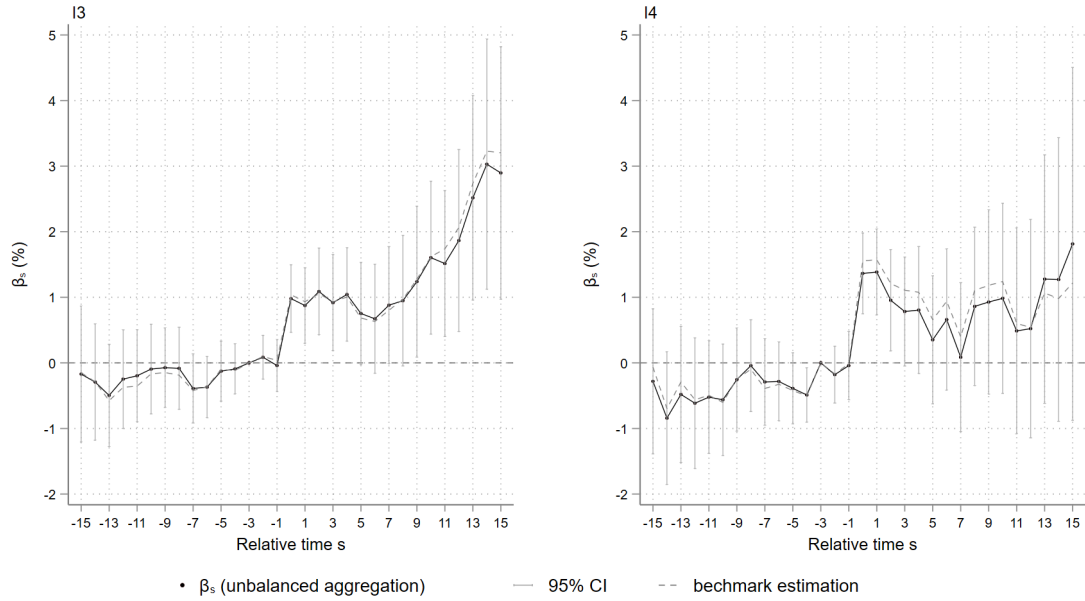 I3
5
4
3
2
1
0
-1
-2
βₛ (%)
-15 -13 -11 -9 -7 -5 -3 -1 1 3 5 7 9 11 13 15
Relative time s
I4
5
4
3
2
1
0
-1
-2
βₛ (%)
-15 -13 -11 -9 -7 -5 -3 -1 1 3 5 7 9 11 13 15
Relative time s
βₛ (unbalanced aggregation) 95% CI bechmark estimation